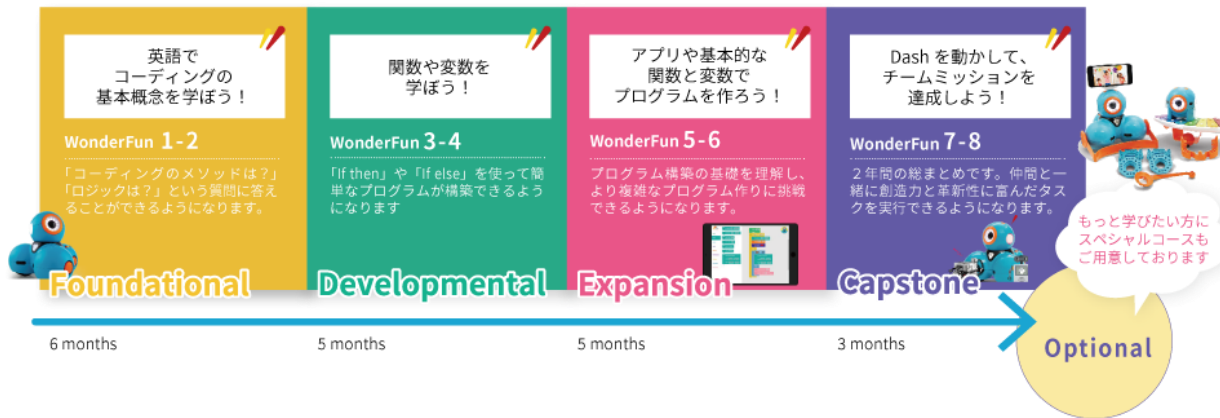 英語で
コーディングの
基本概念を学ぼう！
WonderFun 1-2
「コーディングのメソッドは？」
「ロジックは？」という質問に答え
ることができるようになります。
Foundational
6 months
関数や変数を
学ぼう！
WonderFun 3-4
「If then」や「If else」を使って簡
単なプログラムが構築できるよう
になります
Developmental
5 months
アプリや基本的な
関数と変数で
プログラムを作ろう！
WonderFun 5-6
プログラム構築の基礎を理解し、
より複雑なプログラム作りに挑戦
できるようになります。
Expansion
5 months
Dash を動かして、
チームミッションを
達成しよう！
WonderFun 7-8
２年間の総まとめです。仲間と一
緒に創造力と革新性に富んだタス
クを実行できるようになります。
Capstone
3 months
もっと学びたい方に
スペシャルコースも
ご用意しております
Optional